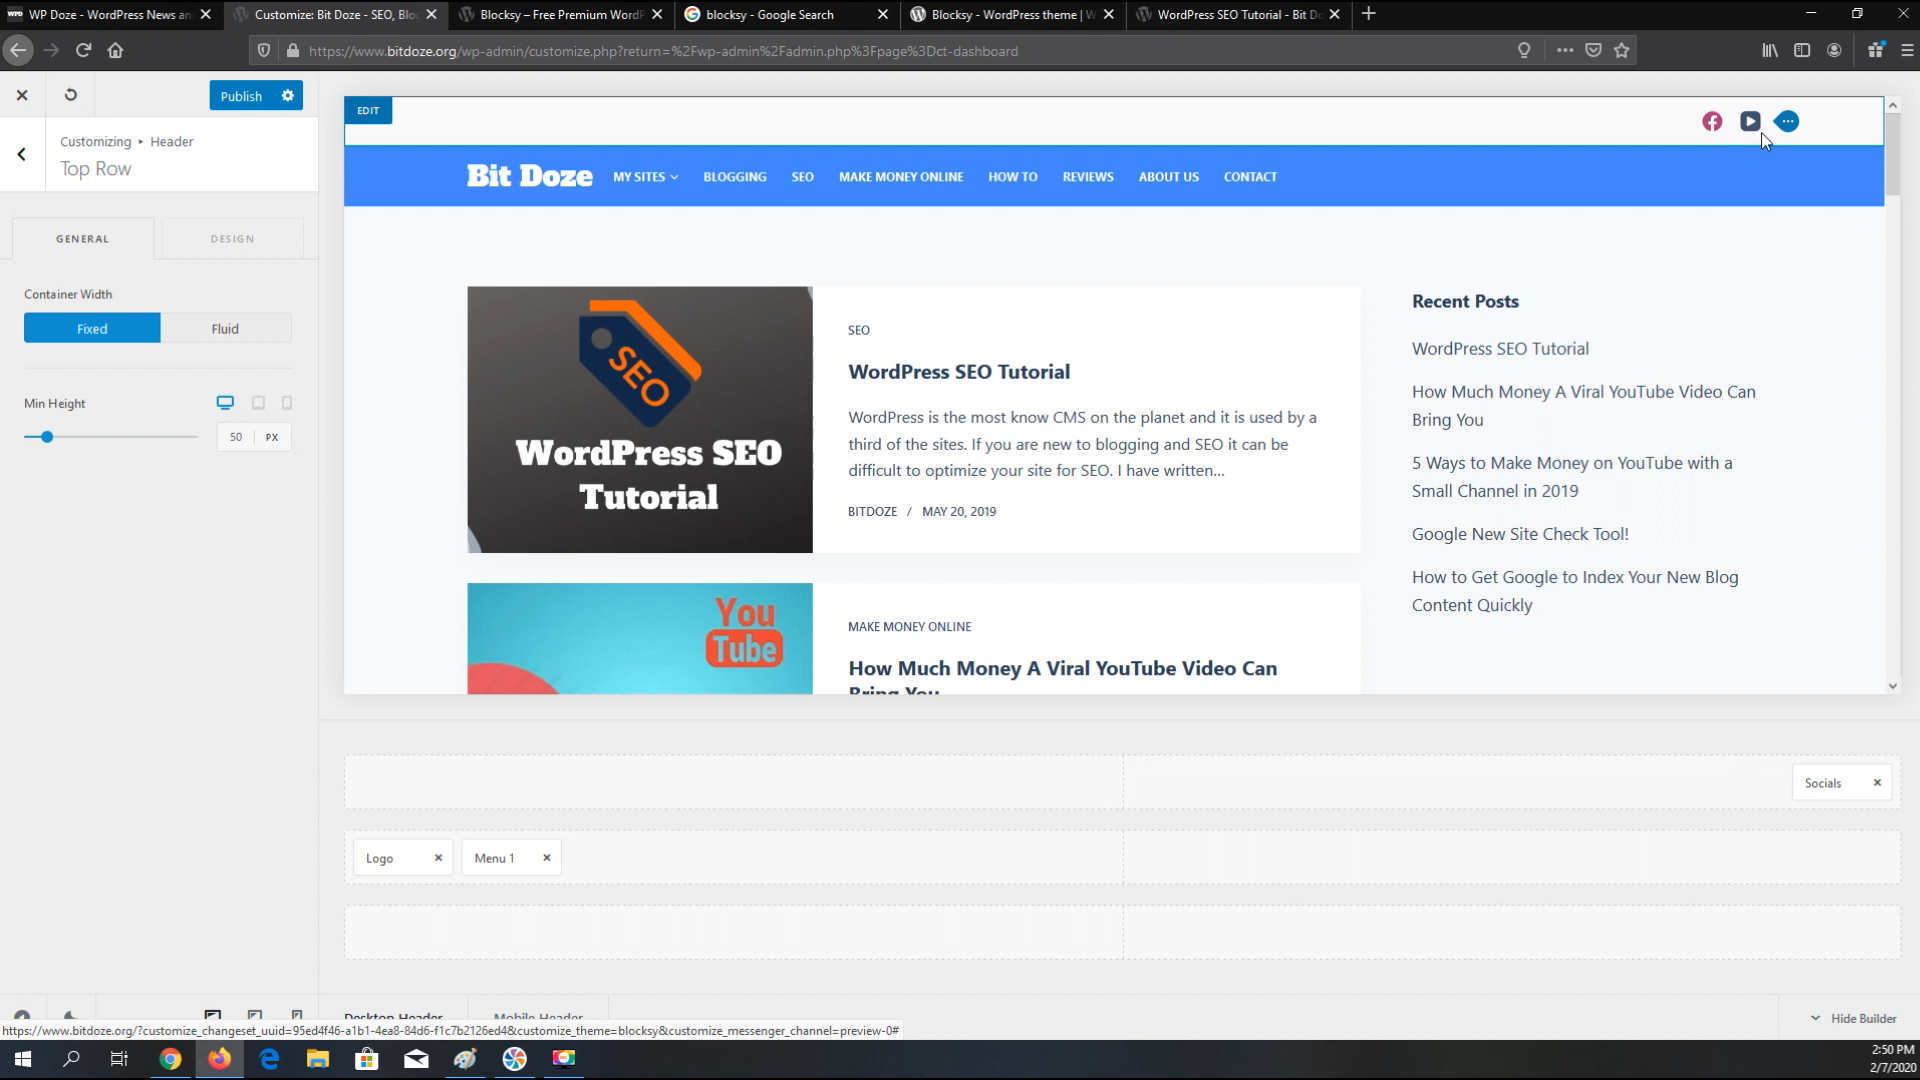 WP Doze - WordPress News an
Customize: Bit Doze - SEO, Blog
Blocksy – Free Premium WordP
blocksy - Google Search
Blocksy - WordPress theme | W
WordPress SEO Tutorial - Bit Do
https://www.bitdoze.org/wp-admin/customize.php?return=%2Fwp-admin%2Fadmin.php%3Fpage%3Dct-dashboard
Publish
EDIT
Customizing ▸ Header
Top Row
Bit Doze MY SITES BLOGGING SEO MAKE MONEY ONLINE HOW TO REVIEWS ABOUT US CONTACT
GENERAL DESIGN
Container Width
Fixed Fluid
Min Height
50 PX
SEO
WordPress SEO
Tutorial
SEO
WordPress SEO Tutorial
WordPress is the most know CMS on the planet and it is used by a
third of the sites. If you are new to blogging and SEO it can be
difficult to optimize your site for SEO. I have written...
BITDOZE / MAY 20, 2019
You
Tube
MAKE MONEY ONLINE
How Much Money A Viral YouTube Video Can
Bring You
Recent Posts
WordPress SEO Tutorial
How Much Money A Viral YouTube Video Can
Bring You
5 Ways to Make Money on YouTube with a
Small Channel in 2019
Google New Site Check Tool!
How to Get Google to Index Your New Blog
Content Quickly
Socials
Logo Menu 1
Desktop Header Mobile Header
Hide Builder
https://www.bitdoze.org/?customize_changeset_uuid=95ed4f46-a1b1-4ea8-84d6-f1c7b2126ed4&customize_theme=blocksy&customize_messenger_channel=preview-0#
2:50 PM
2/7/2020